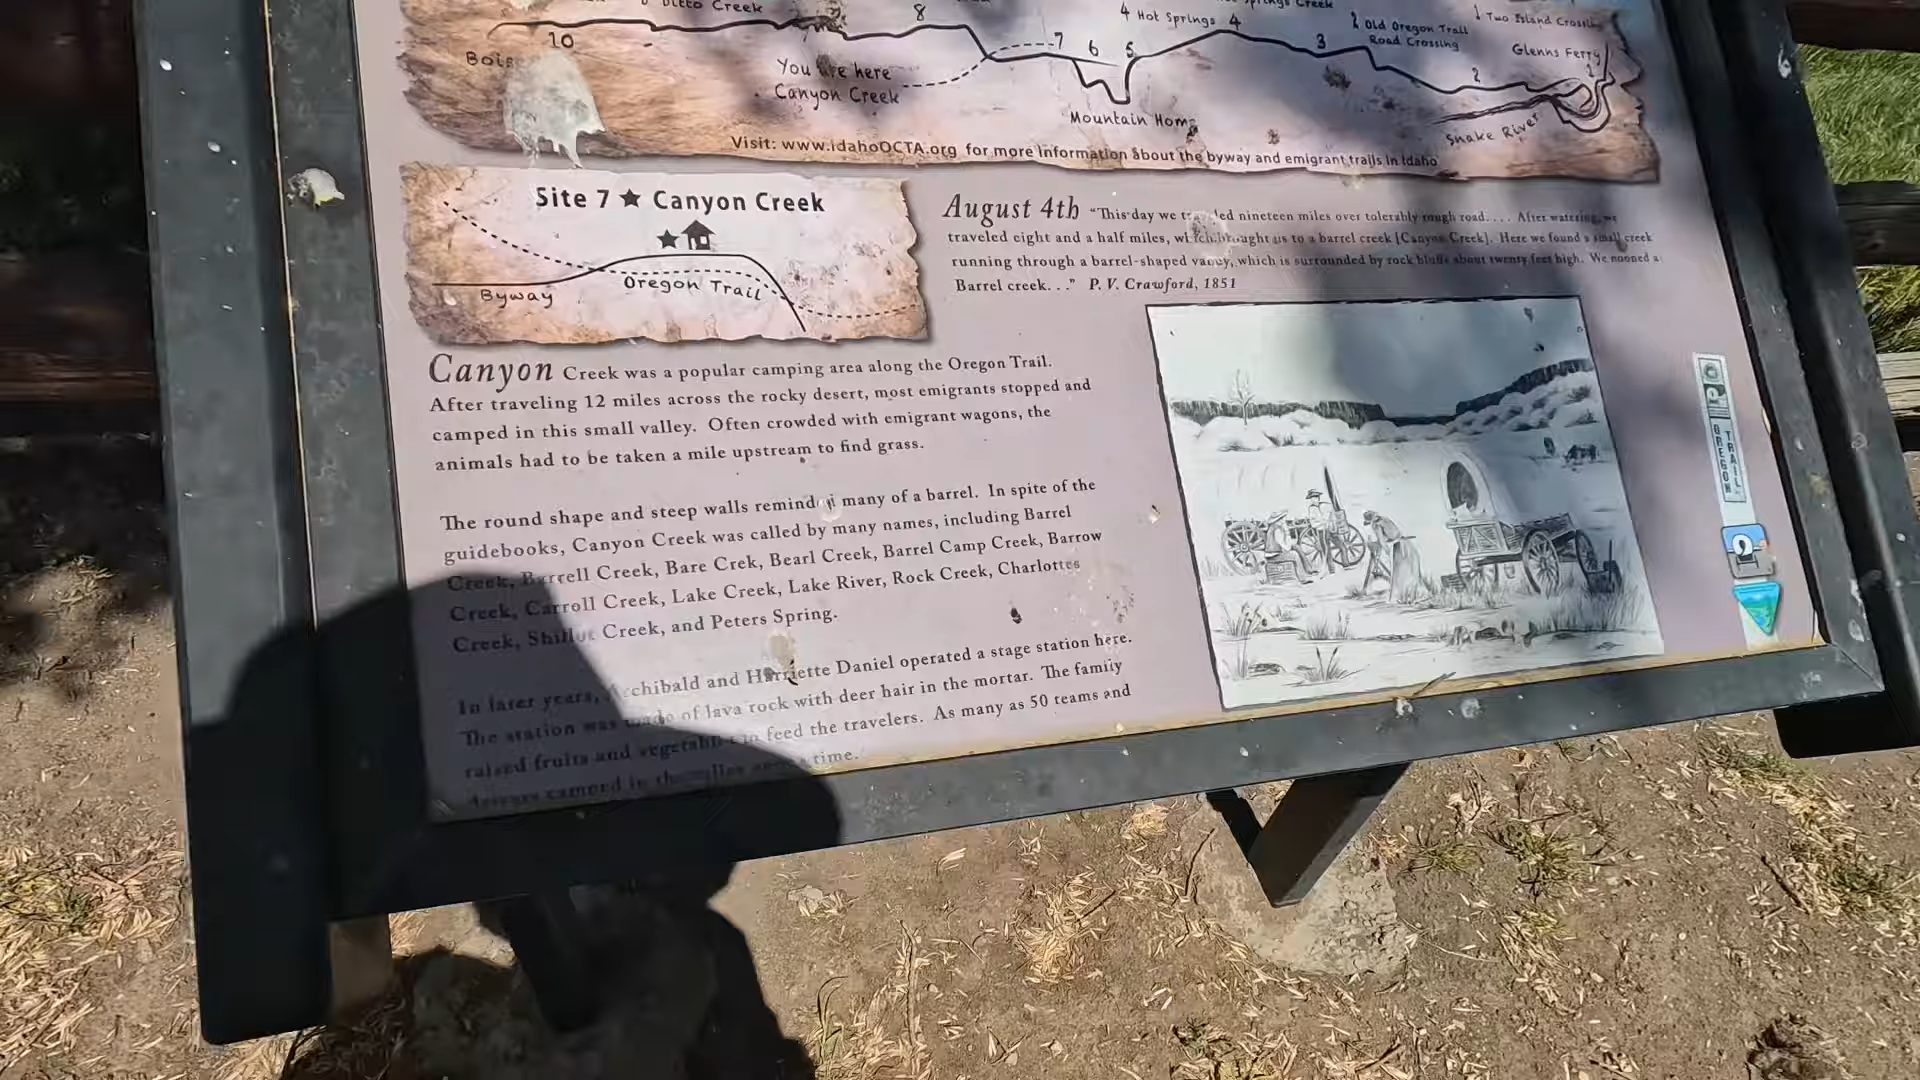 Ditto Creek
8
4 Hot Springs 4
Creek
2 Old Oregon Trail
Road Crossing
1 Two Island Crossing
Glenns Ferry
10
7
6
5
3
2
1
You are here
Canyon Creek
Mountain Home
Snake River
Visit: www.idahoOCTA.org for more information about the byway and emigrant trails in Idaho
Site 7 ★ Canyon Creek
Byway
Oregon Trail
August 4th "This day we traveled nineteen miles over tolerably rough road. . . . After watering, we
traveled eight and a half miles, which brought us to a barrel creek [Canyon Creek]. Here we found a small creek
running through a barrel-shaped valley, which is surrounded by rock bluffs about twenty feet high. We nooned a
Barrel creek. . ." P. V. Crawford, 1851
Canyon Creek was a popular camping area along the Oregon Trail.
After traveling 12 miles across the rocky desert, most emigrants stopped and
camped in this small valley. Often crowded with emigrant wagons, the
animals had to be taken a mile upstream to find grass.
The round shape and steep walls reminded many of a barrel. In spite of the
guidebooks, Canyon Creek was called by many names, including Barrel
Creek, Barrell Creek, Bare Crek, Bearl Creek, Barrel Camp Creek, Barrow
Creek, Carroll Creek, Lake Creek, Lake River, Rock Creek, Charlottes
Creek, Creek, and Peters Spring.
In later years, Archibald and Harriette Daniel operated a stage station here.
The station was made of lava rock with deer hair in the mortar. The family
raised fruits and vegetables to feed the travelers. As many as 50 teams and
drivers camped in the valley at a time.
OREGON
TRAIL